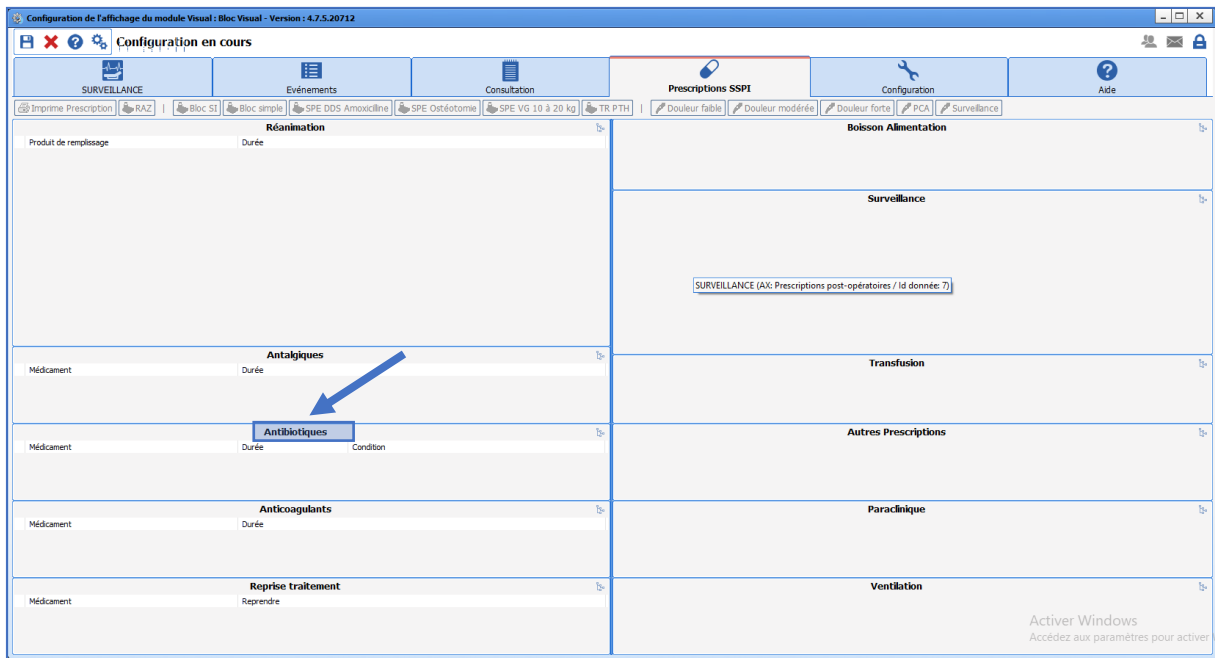 Configuration de l'affichage du module Visual : Bloc Visual - Version : 4.7.5.20712
Configuration en cours
SURVEILLANCE
Evénements
Consultation
Prescriptions SSPI
Configuration
Aide
Imprime Prescription RAZ | Bloc SI Bloc simple SPE DDS Amoxiciline SPE Ostéotomie SPE VG 10 à 20 kg TR PTH | Douleur faible Douleur modérée Douleur forte PCA Surveillance
Réanimation
Produit de remplissage Durée
Antalgiques
Médicament Durée
Antibiotiques
Médicament Durée Condition
Anticoagulants
Médicament Durée
Reprise traitement
Médicament Reprendre
Boisson Alimentation
Surveillance
SURVEILLANCE (AX: Prescriptions post-opératoires / Id donnée: 7)
Transfusion
Autres Prescriptions
Paraclinique
Ventilation
Activer Windows
Accédez aux paramètres pour activer